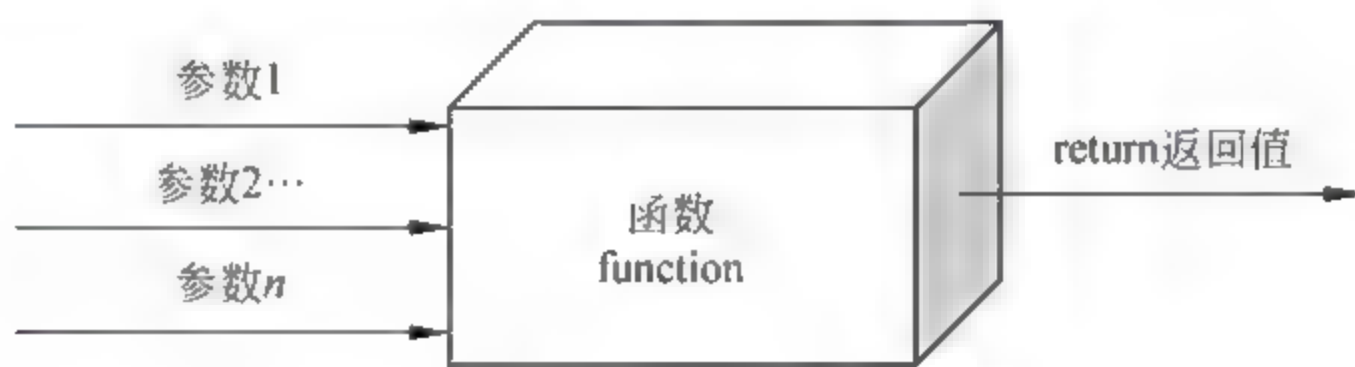 参数1
参数2…
参数n
函数
function
return返回值